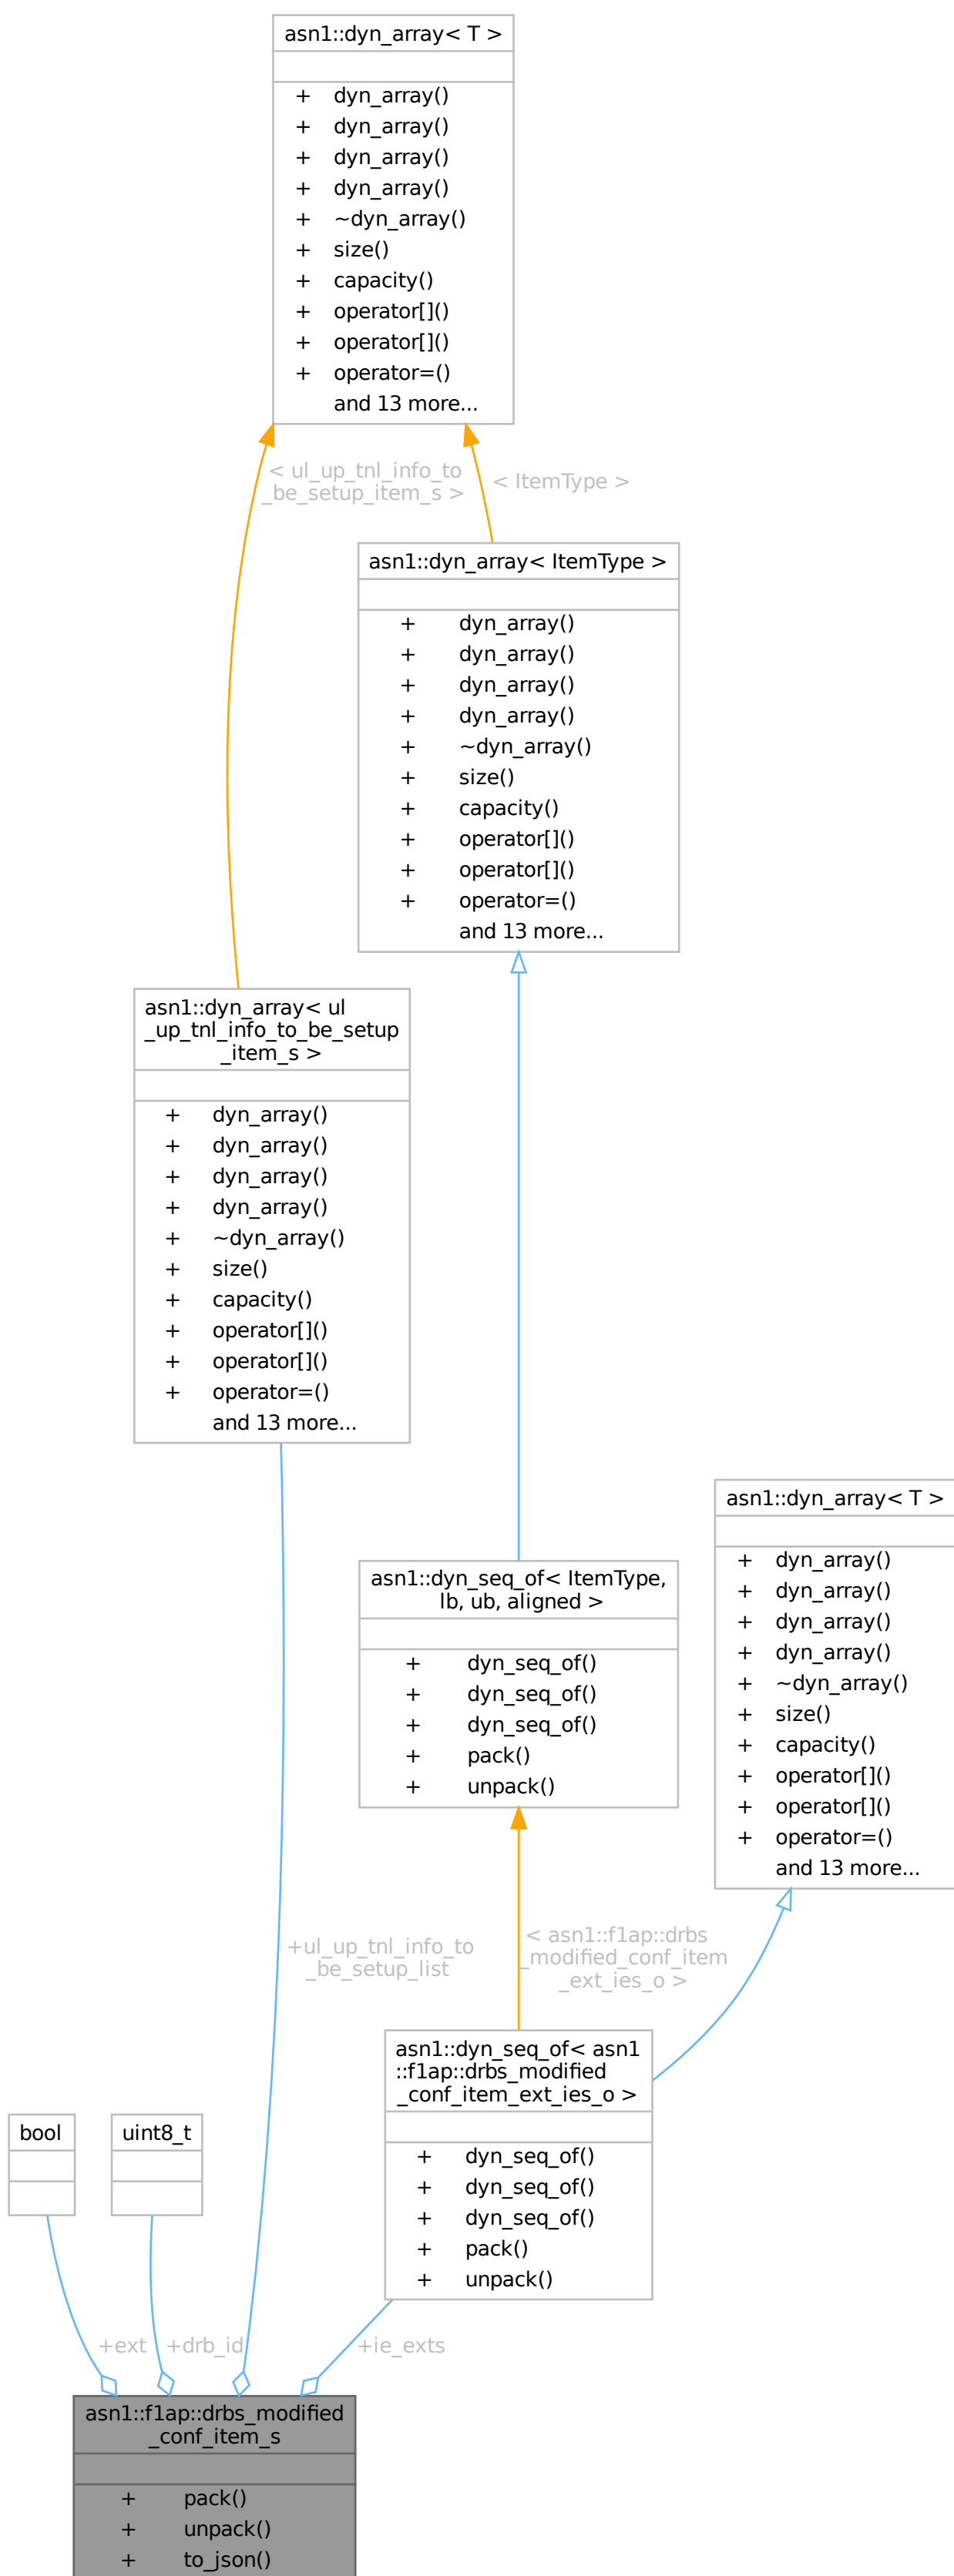 asn1::dyn_array< T >
+ dyn_array()
+ dyn_array()
+ dyn_array()
+ dyn_array()
+ ~dyn_array()
+ size()
+ capacity()
+ operator[]()
+ operator[]()
+ operator=()
and 13 more...
< ul_up_tnl_info_to
_be_setup_item_s >
< ItemType >
asn1::dyn_array< ItemType >
+ dyn_array()
+ dyn_array()
+ dyn_array()
+ dyn_array()
+ ~dyn_array()
+ size()
+ capacity()
+ operator[]()
+ operator[]()
+ operator=()
and 13 more...
asn1::dyn_array< ul
_up_tnl_info_to_be_setup
_item_s >
+ dyn_array()
+ dyn_array()
+ dyn_array()
+ dyn_array()
+ ~dyn_array()
+ size()
+ capacity()
+ operator[]()
+ operator[]()
+ operator=()
and 13 more...
asn1::dyn_array< T >
+ dyn_array()
+ dyn_array()
+ dyn_array()
+ dyn_array()
+ ~dyn_array()
+ size()
+ capacity()
+ operator[]()
+ operator[]()
+ operator=()
and 13 more...
asn1::dyn_seq_of< ItemType,
lb, ub, aligned >
+ dyn_seq_of()
+ dyn_seq_of()
+ dyn_seq_of()
+ pack()
+ unpack()
+ul_up_tnl_info_to
_be_setup_list
< asn1::f1ap::drbs
_modified_conf_item
_ext_ies_o >
asn1::dyn_seq_of< asn1
::f1ap::drbs_modified
_conf_item_ext_ies_o >
+ dyn_seq_of()
+ dyn_seq_of()
+ dyn_seq_of()
+ pack()
+ unpack()
bool
uint8_t
+ext
+drb_id
+ie_exts
asn1::f1ap::drbs_modified
_conf_item_s
+ pack()
+ unpack()
+ to_json()